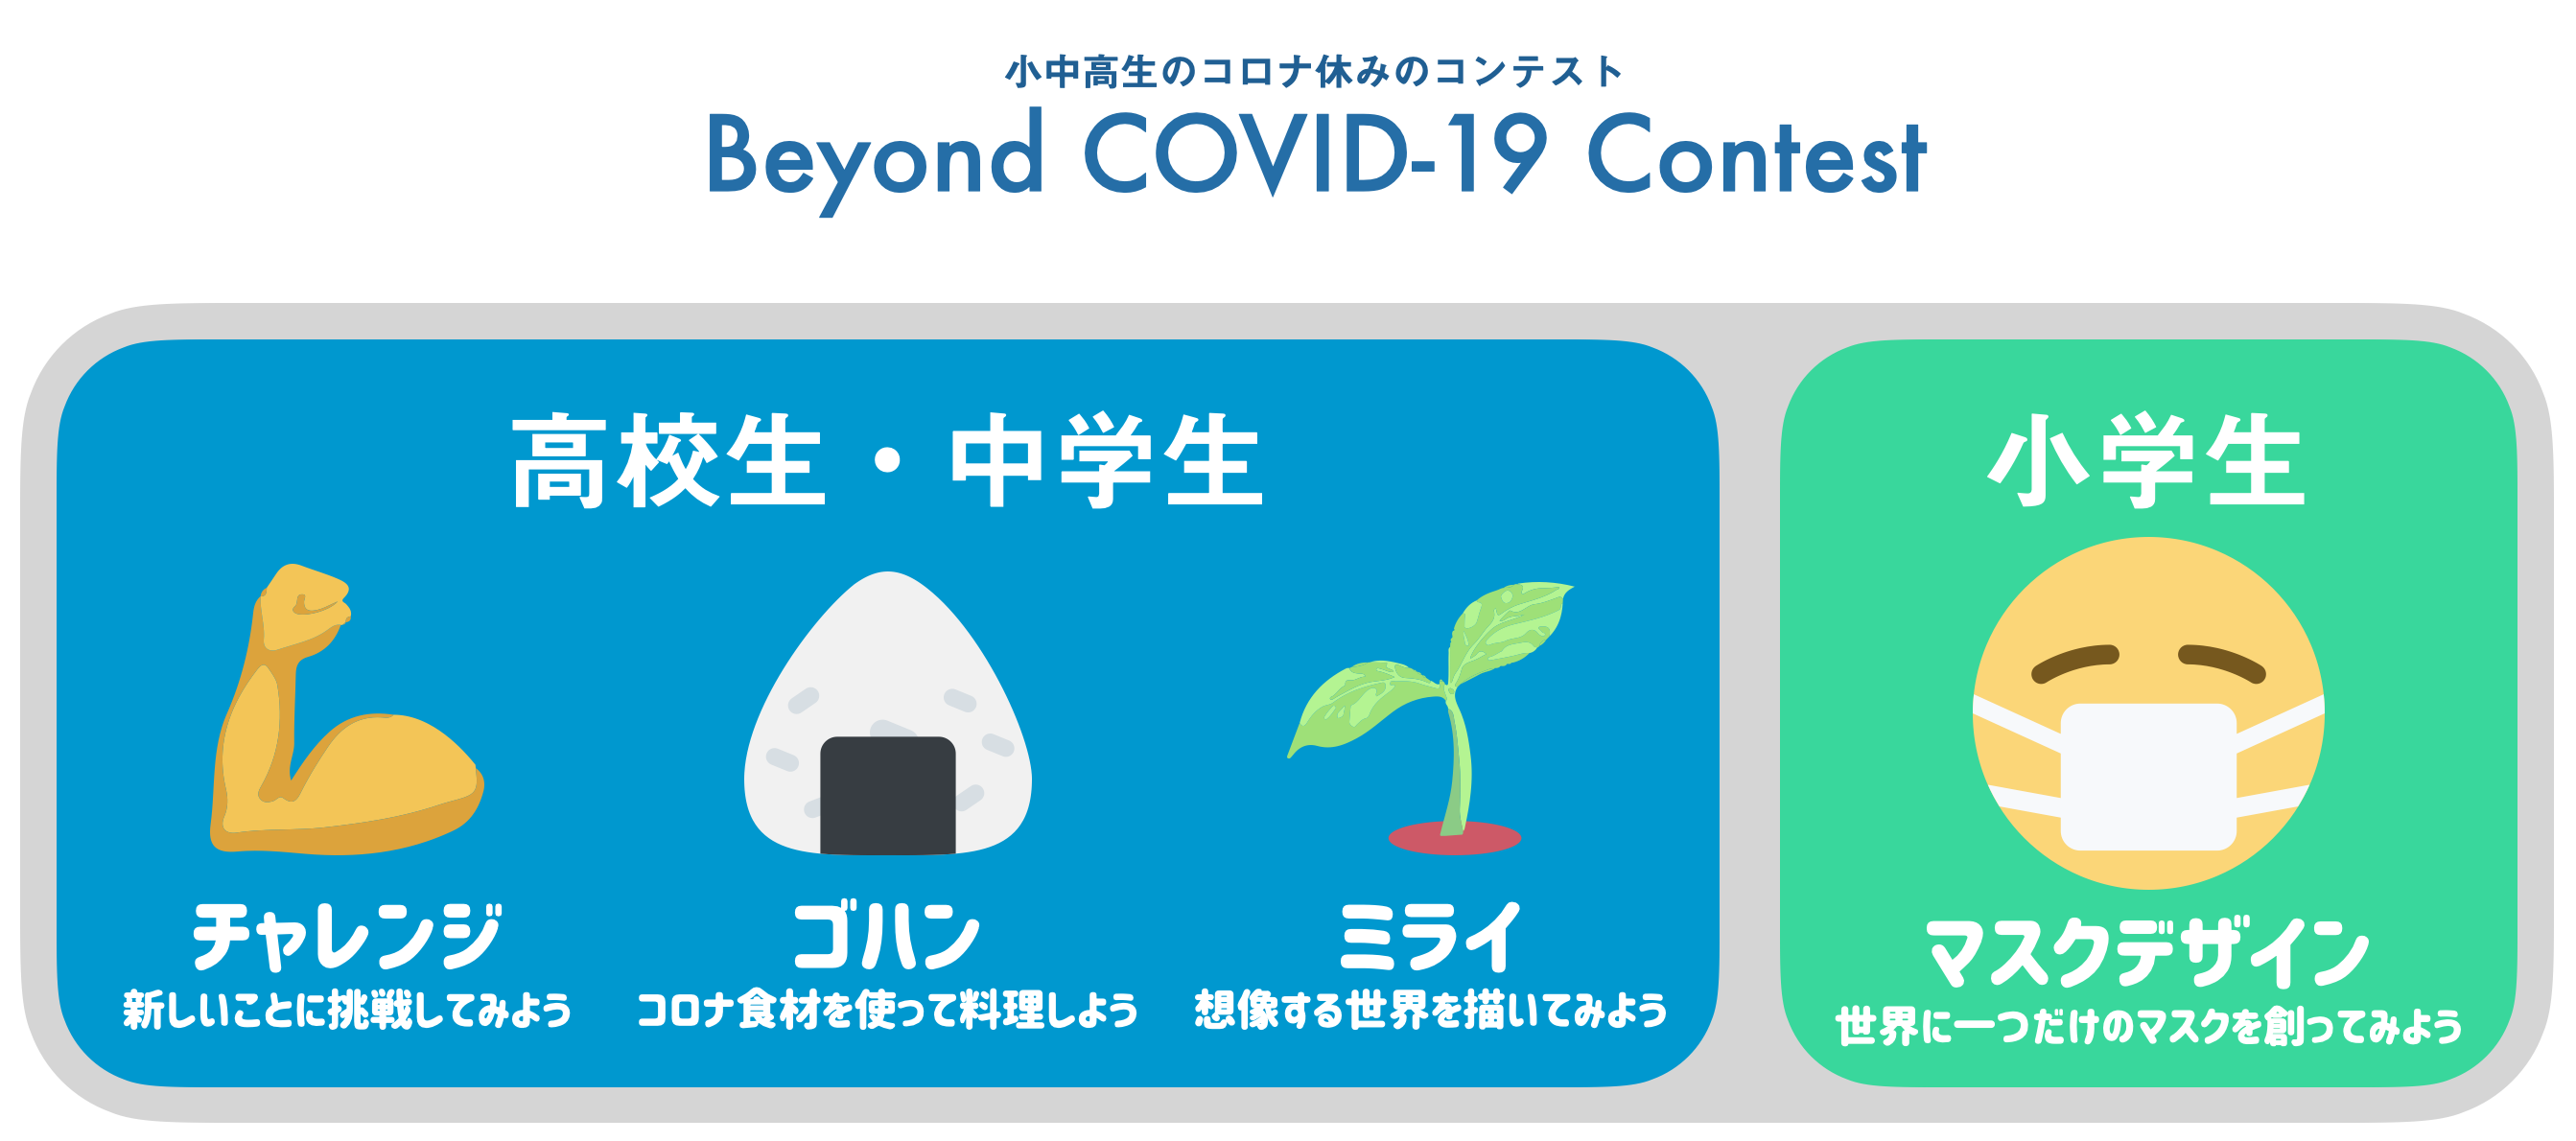 小中高生のコロナ休みのコンテスト
Beyond COVID-19 Contest
高校生・中学生
チャレンジ
新しいことに挑戦してみよう
ゴハン
コロナ食材を使って料理しよう
ミライ
想像する世界を描いてみよう
小学生
マスクデザイン
世界に一つだけのマスクを創ってみよう